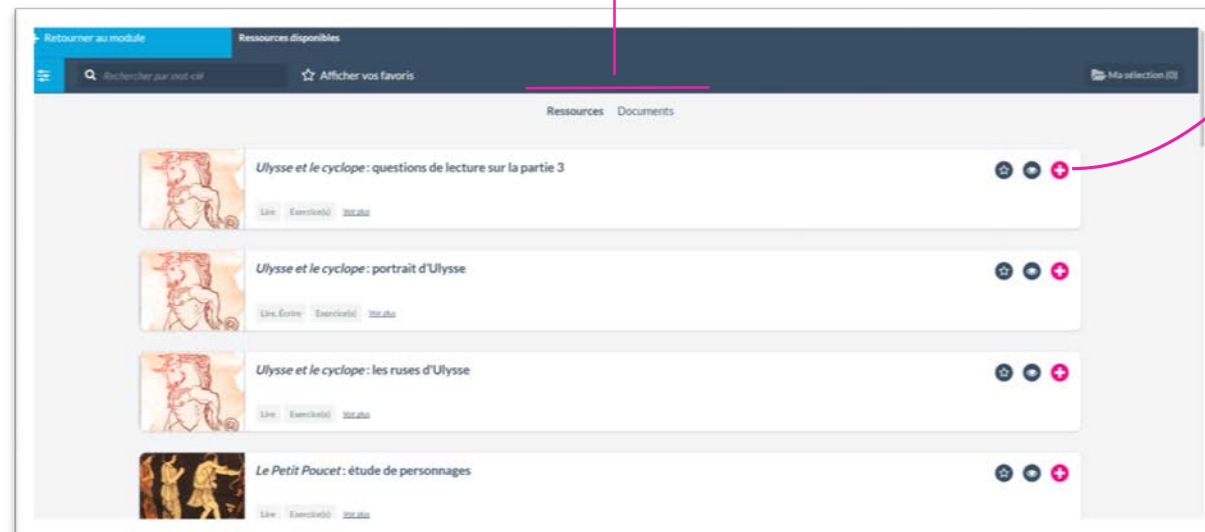 Retourner au module Ressources disponibles
Rechercher par mot-clé Afficher vos favoris Ma sélection (0)
Ressources Documents
Ulysse et le cyclope : questions de lecture sur la partie 3
Lire Exercice(s) Voir plus
Ulysse et le cyclope : portrait d'Ulysse
Lire, Écrire Exercice(s) Voir plus
Ulysse et le cyclope : les ruses d'Ulysse
Lire Exercice(s) Voir plus
Le Petit Poucet : étude de personnages
Lire Exercice(s) Voir plus